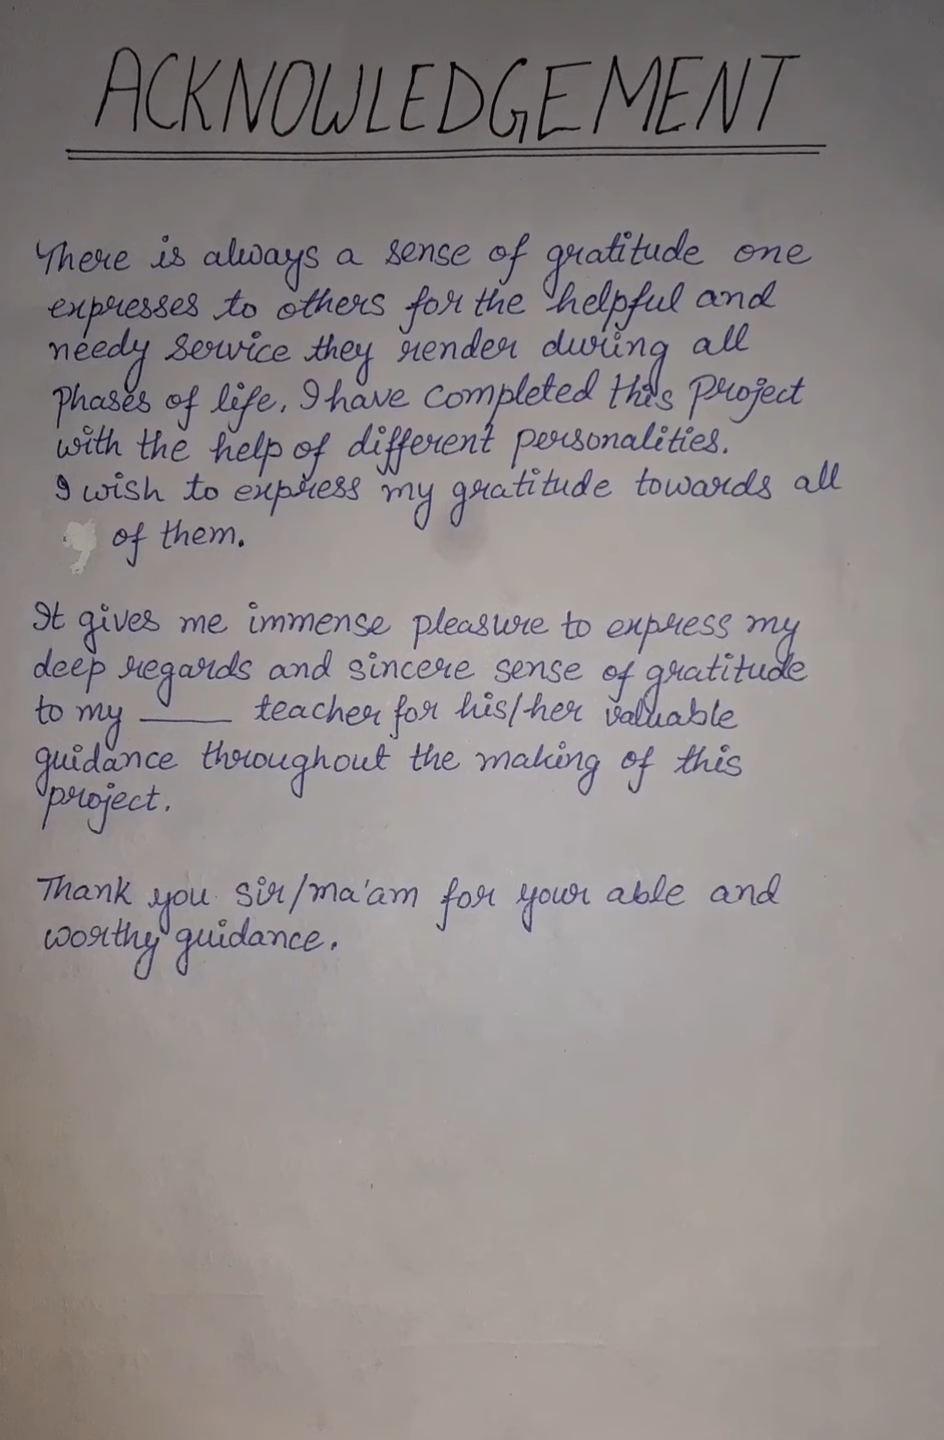 ACKNOWLEDGEMENT
There is always a sense of gratitude one
expresses to others for the helpful and
needy service they render during all
phases of life. I have completed this project
with the help of different personalities.
I wish to express my gratitude towards all
of them.
It gives me immense pleasure to express my
deep regards and sincere sense of gratitude
to my _____ teacher for his/her valuable
guidance throughout the making of this
project.
Thank you sir/ma'am for your able and
worthy guidance.